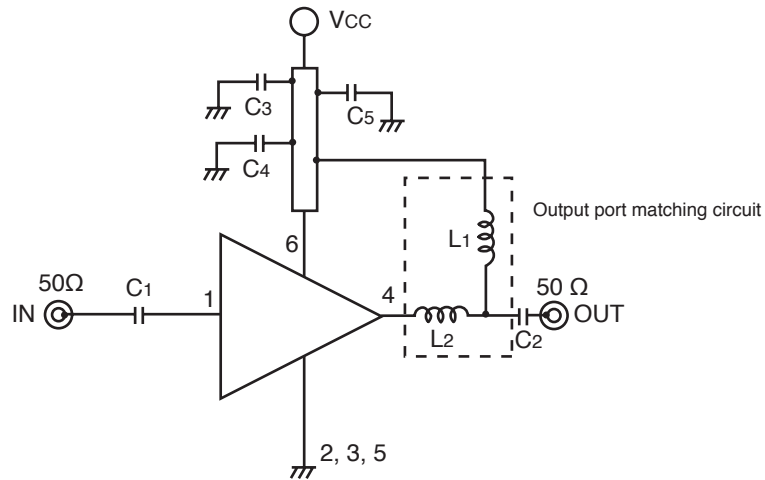 VCC
C3
C5
C4
Output port matching circuit
L1
6
50Ω
C1
1
4
50 Ω
IN
OUT
L2
C2
2, 3, 5